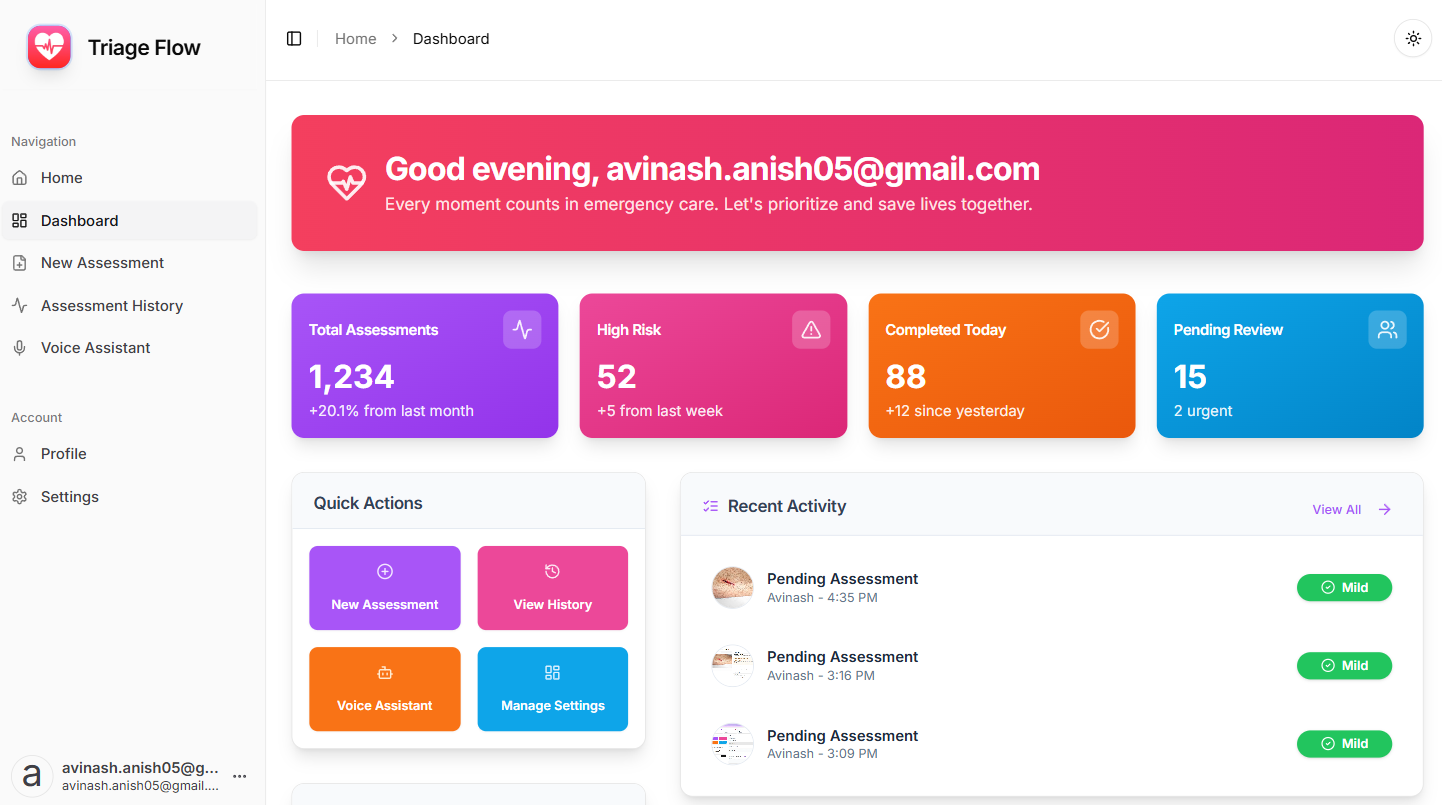 Triage Flow
Navigation
Home
Dashboard
New Assessment
Assessment History
Voice Assistant
Account
Profile
Settings
a
avinash.anish05@g...
avinash.anish05@gmail....
Home > Dashboard
Good evening, avinash.anish05@gmail.com
Every moment counts in emergency care. Let's prioritize and save lives together.
Total Assessments
1,234
+20.1% from last month
High Risk
52
+5 from last week
Completed Today
88
+12 since yesterday
Pending Review
15
2 urgent
Quick Actions
New Assessment
View History
Voice Assistant
Manage Settings
Recent Activity
View All
Pending Assessment
Avinash - 4:35 PM
Mild
Pending Assessment
Avinash - 3:16 PM
Mild
Pending Assessment
Avinash - 3:09 PM
Mild